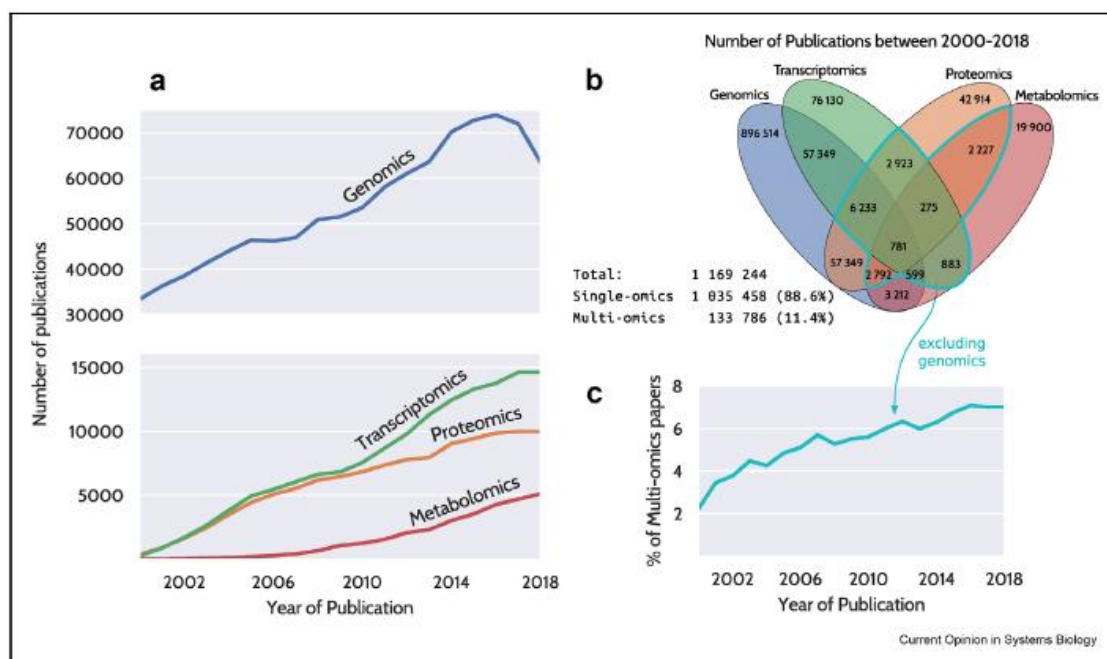 a
70000
60000
50000
40000
30000
Genomics
15000
10000
5000
Transcriptomics
Proteomics
Metabolomics
Number of publications
2002 2006 2010 2014 2018
Year of Publication
Number of Publications between 2000-2018
b
Transcriptomics Proteomics
Genomics Metabolomics
76 130 42 914
896 514 19 900
57 349 2 227
2 923
6 233 275
781
57 349 2 792 599 883
3 212
Total: 1 169 244
Single-omics 1 035 458 (88.6%)
Multi-omics 133 786 (11.4%)
excluding
genomics
c
8
6
4
2
% of Multi-omics papers
2002 2006 2010 2014 2018
Year of Publication
Current Opinion in Systems Biology